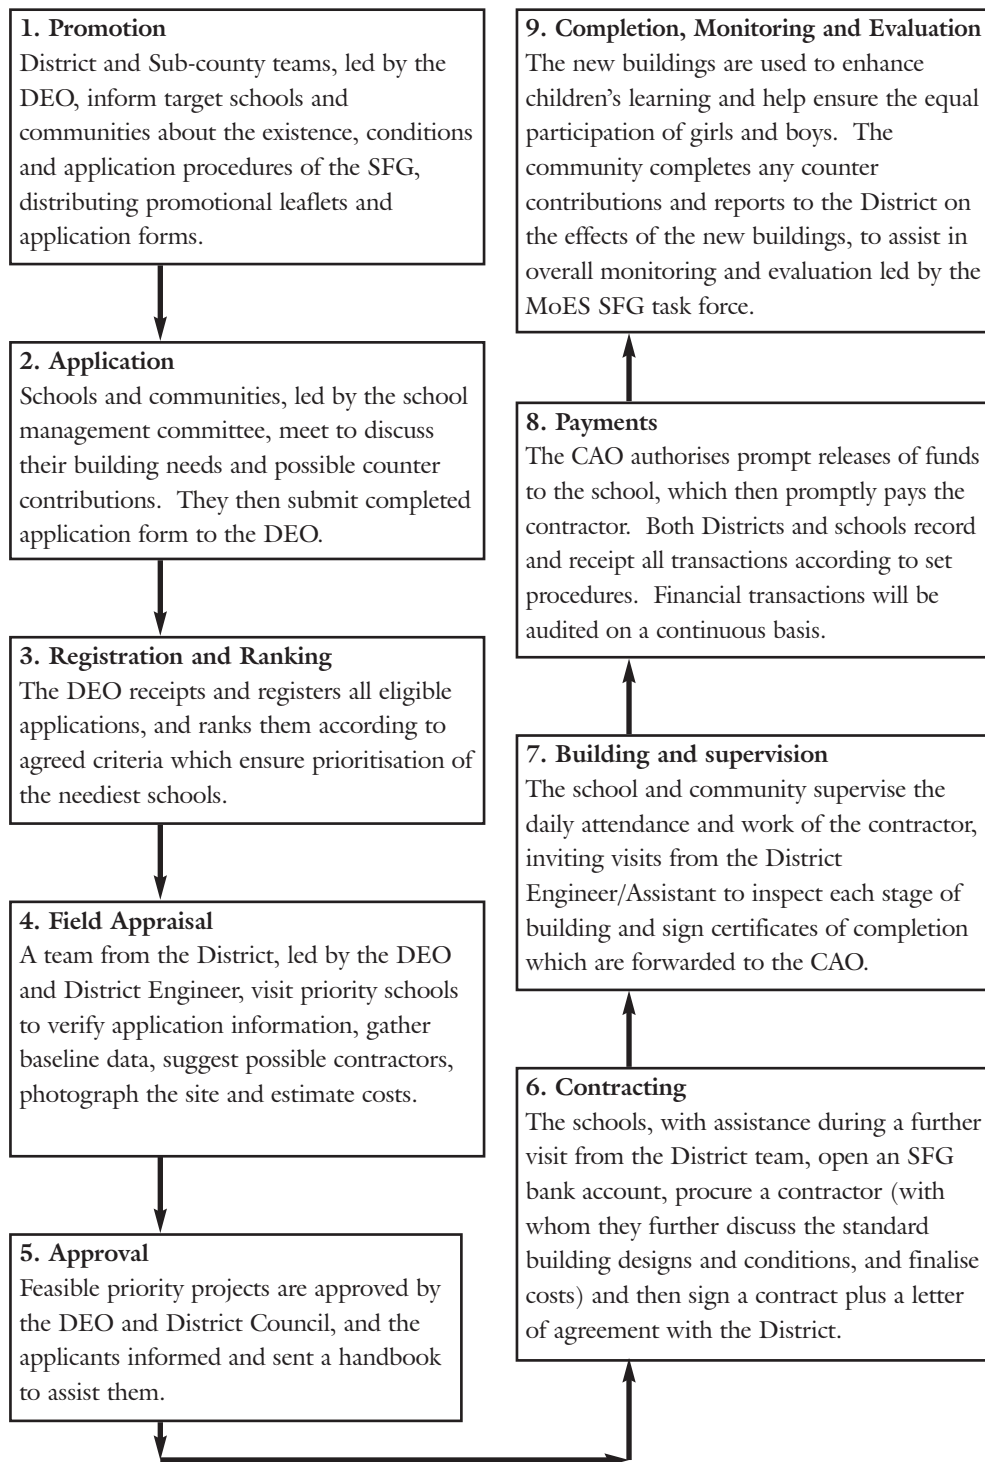 1. Promotion
District and Sub-county teams, led by the
DEO, inform target schools and
communities about the existence, conditions
and application procedures of the SFG,
distributing promotional leaflets and
application forms.
2. Application
Schools and communities, led by the school
management committee, meet to discuss
their building needs and possible counter
contributions. They then submit completed
application form to the DEO.
3. Registration and Ranking
The DEO receipts and registers all eligible
applications, and ranks them according to
agreed criteria which ensure prioritisation of
the neediest schools.
4. Field Appraisal
A team from the District, led by the DEO
and District Engineer, visit priority schools
to verify application information, gather
baseline data, suggest possible contractors,
photograph the site and estimate costs.
5. Approval
Feasible priority projects are approved by
the DEO and District Council, and the
applicants informed and sent a handbook
to assist them.
6. Contracting
The schools, with assistance during a further
visit from the District team, open an SFG
bank account, procure a contractor (with
whom they further discuss the standard
building designs and conditions, and finalise
costs) and then sign a contract plus a letter
of agreement with the District.
7. Building and supervision
The school and community supervise the
daily attendance and work of the contractor,
inviting visits from the District
Engineer/Assistant to inspect each stage of
building and sign certificates of completion
which are forwarded to the CAO.
8. Payments
The CAO authorises prompt releases of funds
to the school, which then promptly pays the
contractor. Both Districts and schools record
and receipt all transactions according to set
procedures. Financial transactions will be
audited on a continuous basis.
9. Completion, Monitoring and Evaluation
The new buildings are used to enhance
children's learning and help ensure the equal
participation of girls and boys. The
community completes any counter
contributions and reports to the District on
the effects of the new buildings, to assist in
overall monitoring and evaluation led by the
MoES SFG task force.